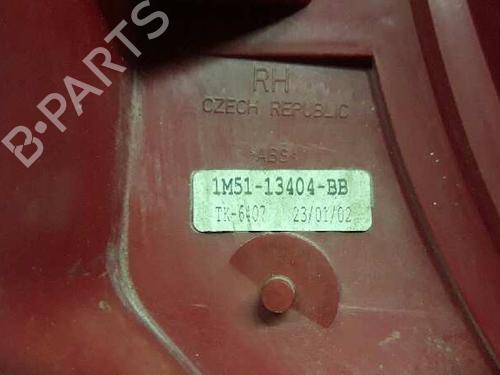 B-PARTS
RH
CZECH REPUBLIC
>ABS<
1M51-13404-BB
TK-6407 23/01/02